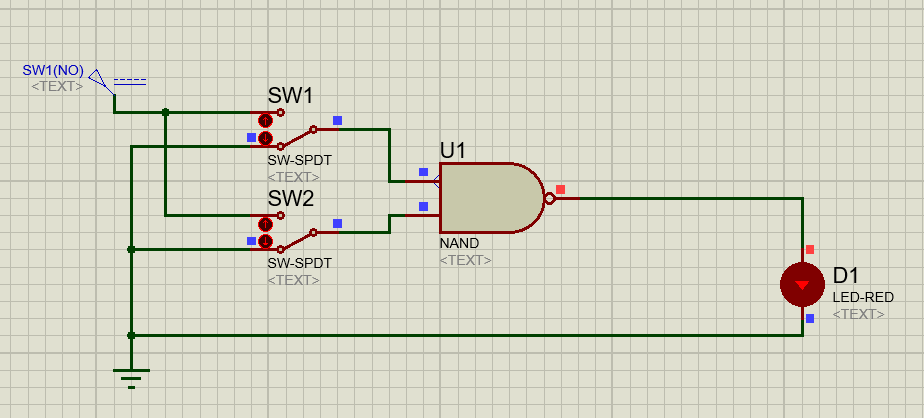 SW1(NO)
<TEXT>
SW1
SW-SPDT
<TEXT>
SW2
SW-SPDT
<TEXT>
U1
NAND
<TEXT>
D1
LED-RED
<TEXT>